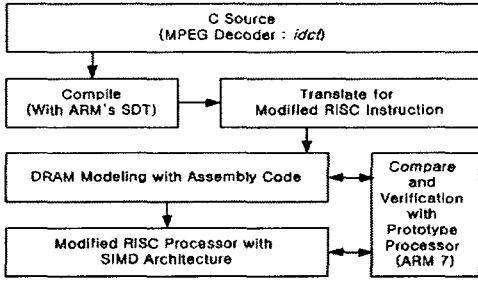 C Source
(MPEG Decoder : idct)
Compile
(With ARM's SDT)
Translate for
Modified RISC Instruction
DRAM Modeling with Assembly Code
Modified RISC Processor with
SIMD Architecture
Compare
and
Verification
with
Prototype
Processor
(ARM 7)